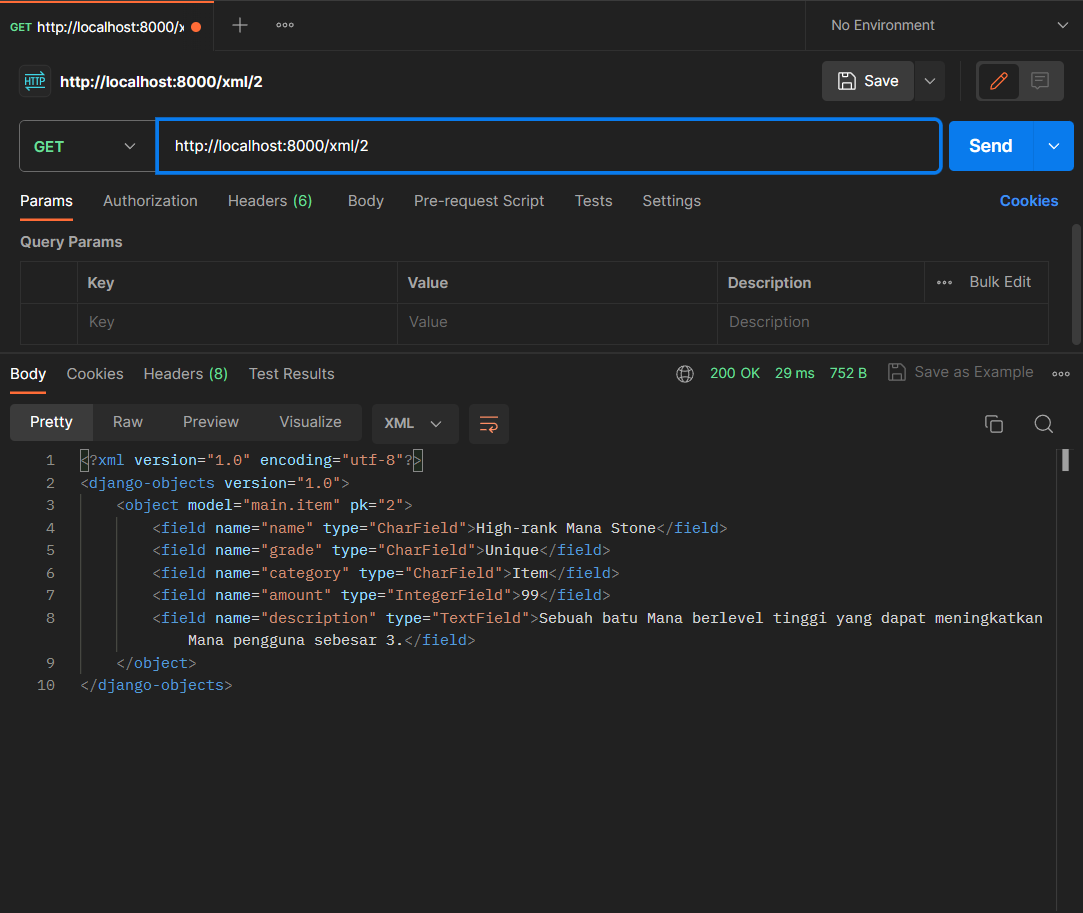 GET http://localhost:8000/x
No Environment
HTTP http://localhost:8000/xml/2
Save
GET http://localhost:8000/xml/2 Send
Params Authorization Headers (6) Body Pre-request Script Tests Settings Cookies
Query Params
Key Value Description Bulk Edit
Key Value Description
Body Cookies Headers (8) Test Results 200 OK 29 ms 752 B Save as Example
Pretty Raw Preview Visualize XML
1 <?xml version="1.0" encoding="utf-8"?>
2 <django-objects version="1.0">
3 <object model="main.item" pk="2">
4 <field name="name" type="CharField">High-rank Mana Stone</field>
5 <field name="grade" type="CharField">Unique</field>
6 <field name="category" type="CharField">Item</field>
7 <field name="amount" type="IntegerField">99</field>
8 <field name="description" type="TextField">Sebuah batu Mana berlevel tinggi yang dapat meningkatkan
Mana pengguna sebesar 3.</field>
9 </object>
10 </django-objects>